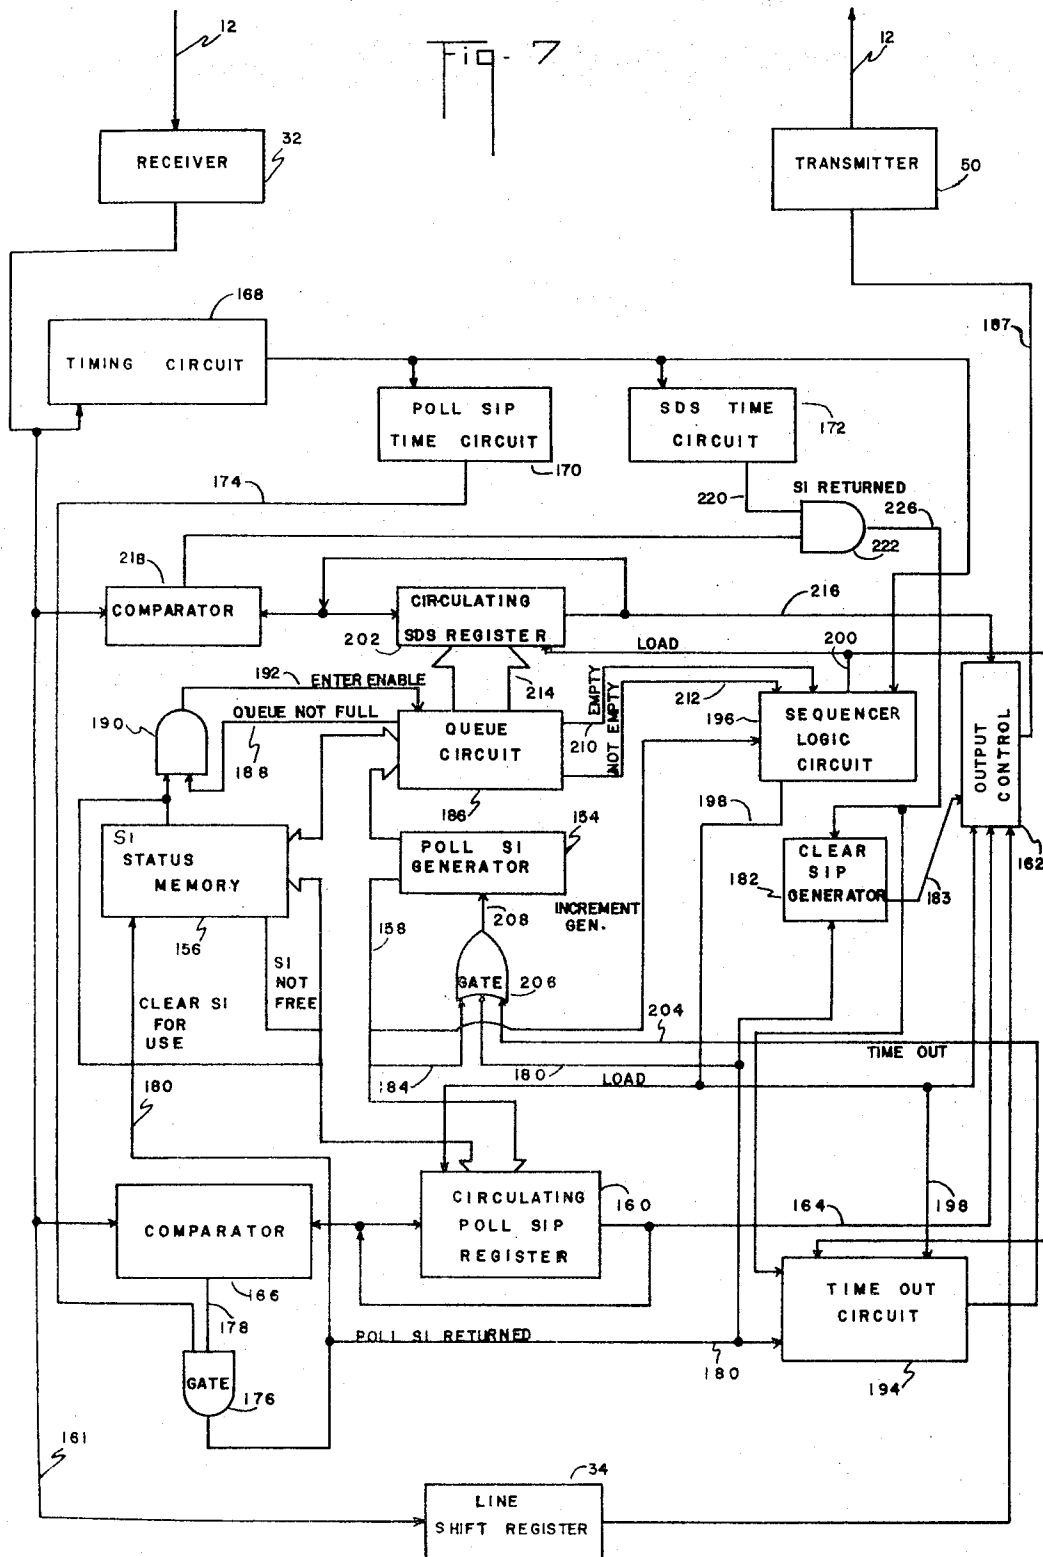 12
Fig-7
12
RECEIVER
32
TRANSMITTER
50
168
TIMING CIRCUIT
187
POLL SIP
TIME CIRCUIT
170
SDS TIME
CIRCUIT
172
174
220
SI RETURNED
226
222
218
COMPARATOR
CIRCULATING
SDS REGISTER
202
216
LOAD
200
192
ENTER ENABLE
214
EMPTY
212
190
QUEUE NOT FULL
188
QUEUE
CIRCUIT
186
210
NOT EMPTY
196
SEQUENCER
LOGIC
CIRCUIT
OUTPUT
CONTROL
162
198
SI
STATUS
MEMORY
156
POLL SI
GENERATOR
154
182
CLEAR
SIP
GENERATOR
183
158
208
INCREMENT
GEN.
SI
NOT
FREE
GATE
206
CLEAR SI
FOR
USE
204
TIME OUT
180
184
180
LOAD
CIRCULATING
POLL SIP
REGISTER
160
164
198
COMPARATOR
166
178
TIME OUT
CIRCUIT
194
POLL SI RETURNED
180
GATE
176
161
34
LINE
SHIFT REGISTER